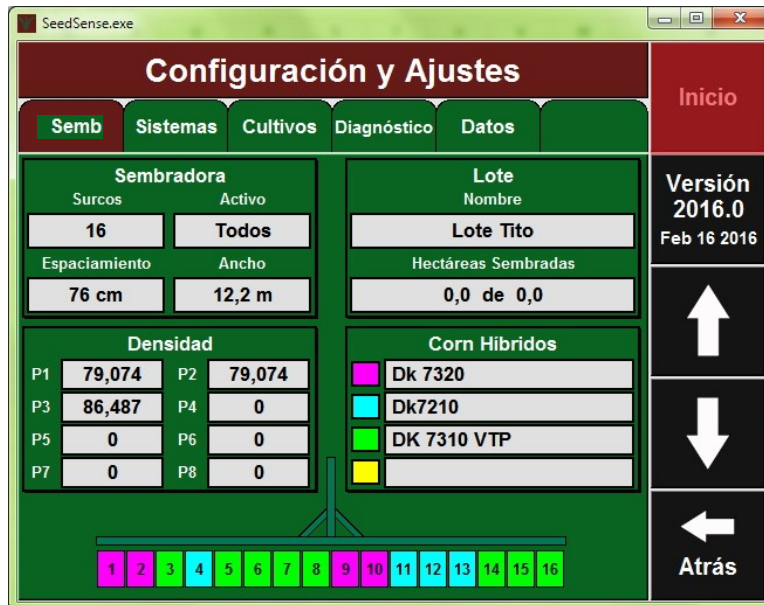 SeedSense.exe
Configuración y Ajustes
Inicio
Semb Sistemas Cultivos Diagnóstico Datos
Sembradora
Surcos Activo
16 Todos
Espaciamiento Ancho
76 cm 12,2 m
Lote
Nombre
Lote Tito
Hectáreas Sembradas
0,0 de 0,0
Versión
2016.0
Feb 16 2016
Densidad
P1 79,074 P2 79,074
P3 86,487 P4 0
P5 0 P6 0
P7 0 P8 0
Corn Híbridos
Dk 7320
Dk7210
DK 7310 VTP
1 2 3 4 5 6 7 8 9 10 11 12 13 14 15 16
Atrás